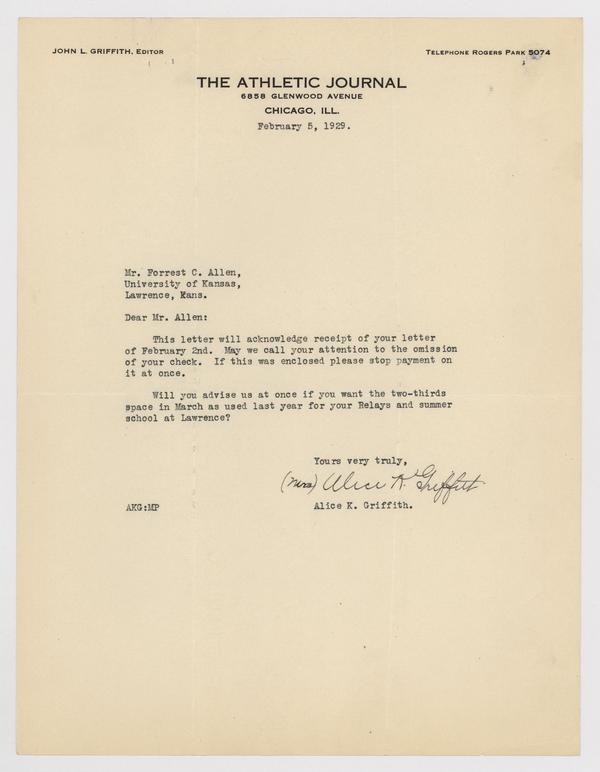 JOHN L. GRIFFITH, EDITOR
TELEPHONE ROGERS PARK 5074
THE ATHLETIC JOURNAL
6858 GLENWOOD AVENUE
CHICAGO, ILL.
February 5, 1929.
Mr. Forrest C. Allen,
University of Kansas,
Lawrence, Kans.
Dear Mr. Allen:
This letter will acknowledge receipt of your letter
of February 2nd. May we call your attention to the omission
of your check. If this was enclosed please stop payment on
it at once.
Will you advise us at once if you want the two-thirds
space in March as used last year for your Relays and summer
school at Lawrence?
Yours very truly,
(Mrs) Alice K. Griffith
AKG:MP
Alice K. Griffith.